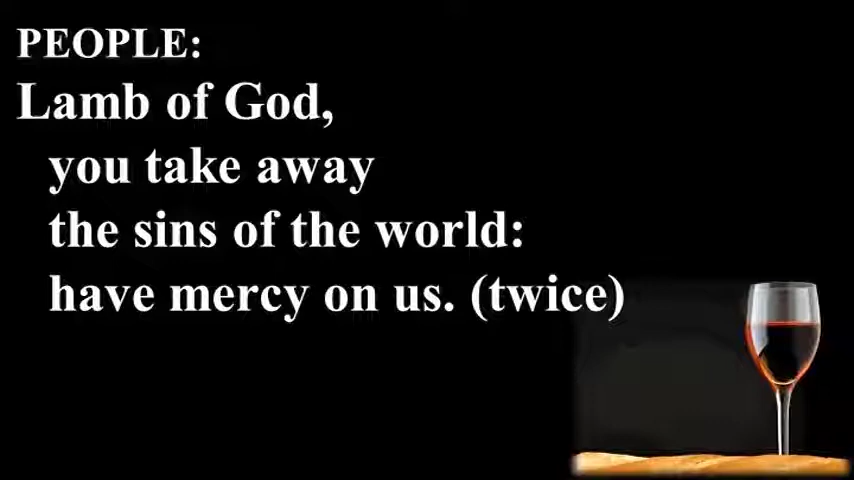 PEOPLE:
Lamb of God,
you take away
the sins of the world:
have mercy on us. (twice)